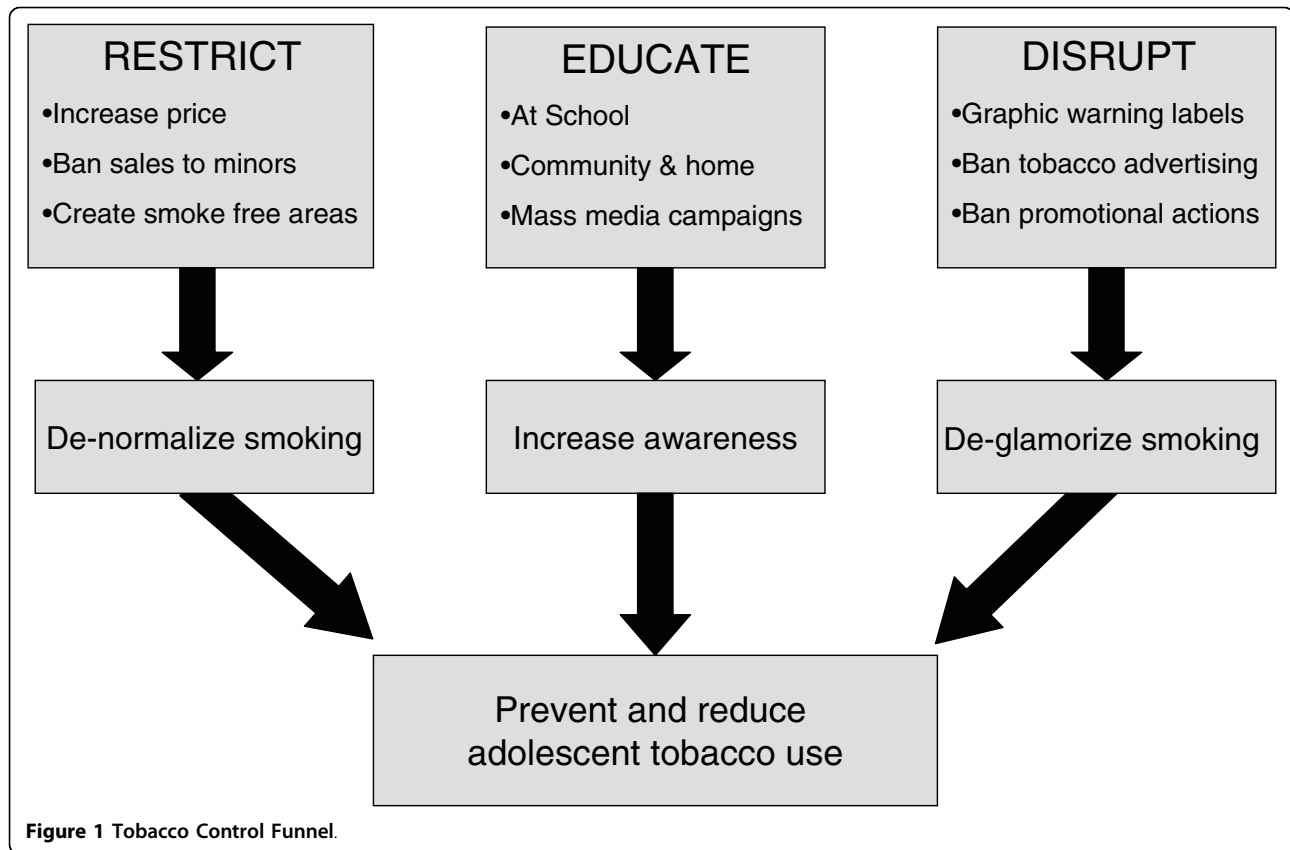 RESTRICT
•Increase price
•Ban sales to minors
•Create smoke free areas
EDUCATE
•At School
•Community & home
•Mass media campaigns
DISRUPT
•Graphic warning labels
•Ban tobacco advertising
•Ban promotional actions
De-normalize smoking
Increase awareness
De-glamorize smoking
Prevent and reduce
adolescent tobacco use
Figure 1 Tobacco Control Funnel.